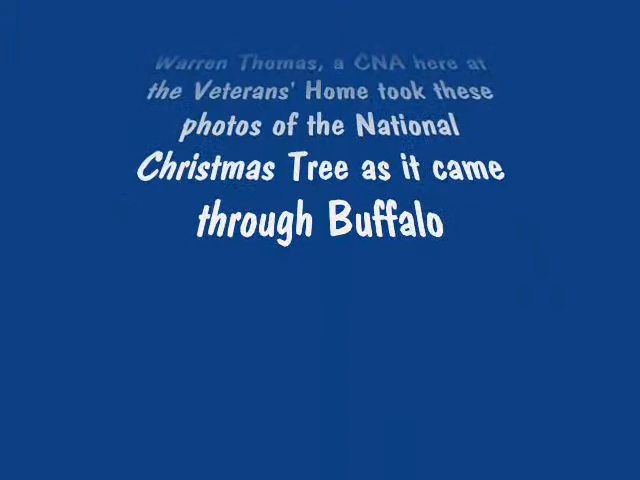 Warren Thomas, a CNA here at
the Veterans' Home took these
photos of the National
Christmas Tree as it came
through Buffalo